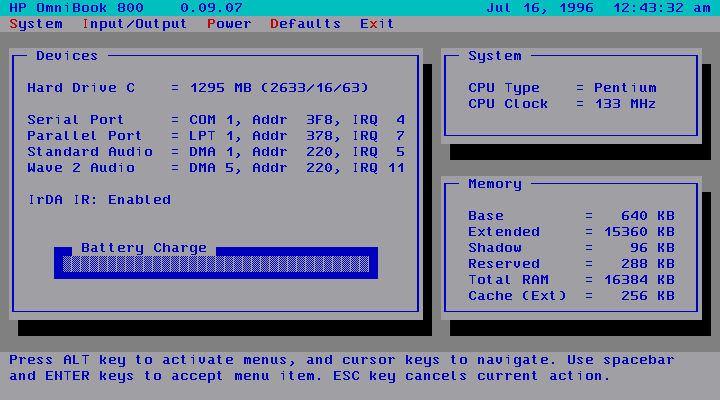 HP OmniBook 800    0.09.07    Jul 16, 1996  12:43:32 am
System  Input/Output  Power  Defaults  Exit
Devices
Hard Drive C    = 1295 MB (2633/16/63)
Serial Port     = COM 1, Addr  3F8, IRQ  4
Parallel Port   = LPT 1, Addr  378, IRQ  7
Standard Audio  = DMA 1, Addr  220, IRQ  5
Wave 2 Audio    = DMA 5, Addr  220, IRQ 11
IrDA IR: Enabled
Battery Charge
System
CPU Type    = Pentium
CPU Clock   = 133 MHz
Memory
Base         =   640 KB
Extended     = 15360 KB
Shadow       =    96 KB
Reserved     =   288 KB
Total RAM    = 16384 KB
Cache (Ext)  =   256 KB
Press ALT key to activate menus, and cursor keys to navigate. Use spacebar
and ENTER keys to accept menu item. ESC key cancels current action.